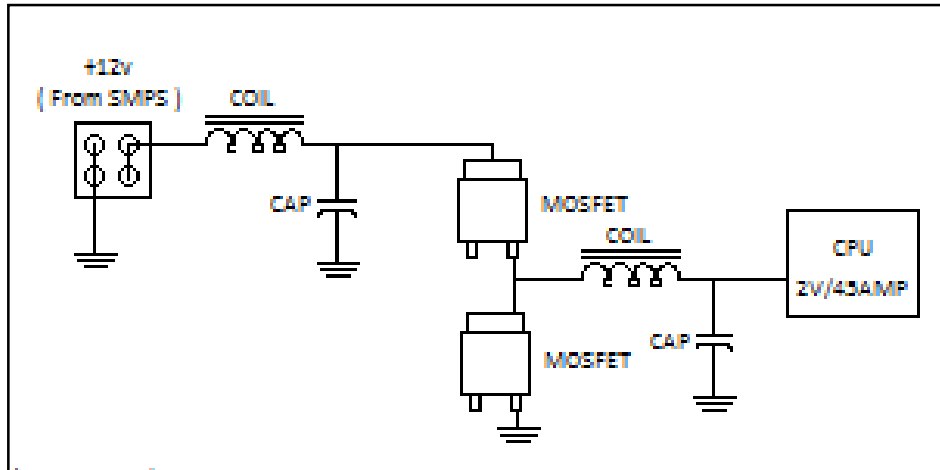 +12v
( From SMPS )
COIL
CAP
MOSFET
COIL
CPU
2V/45AMP
CAP
MOSFET